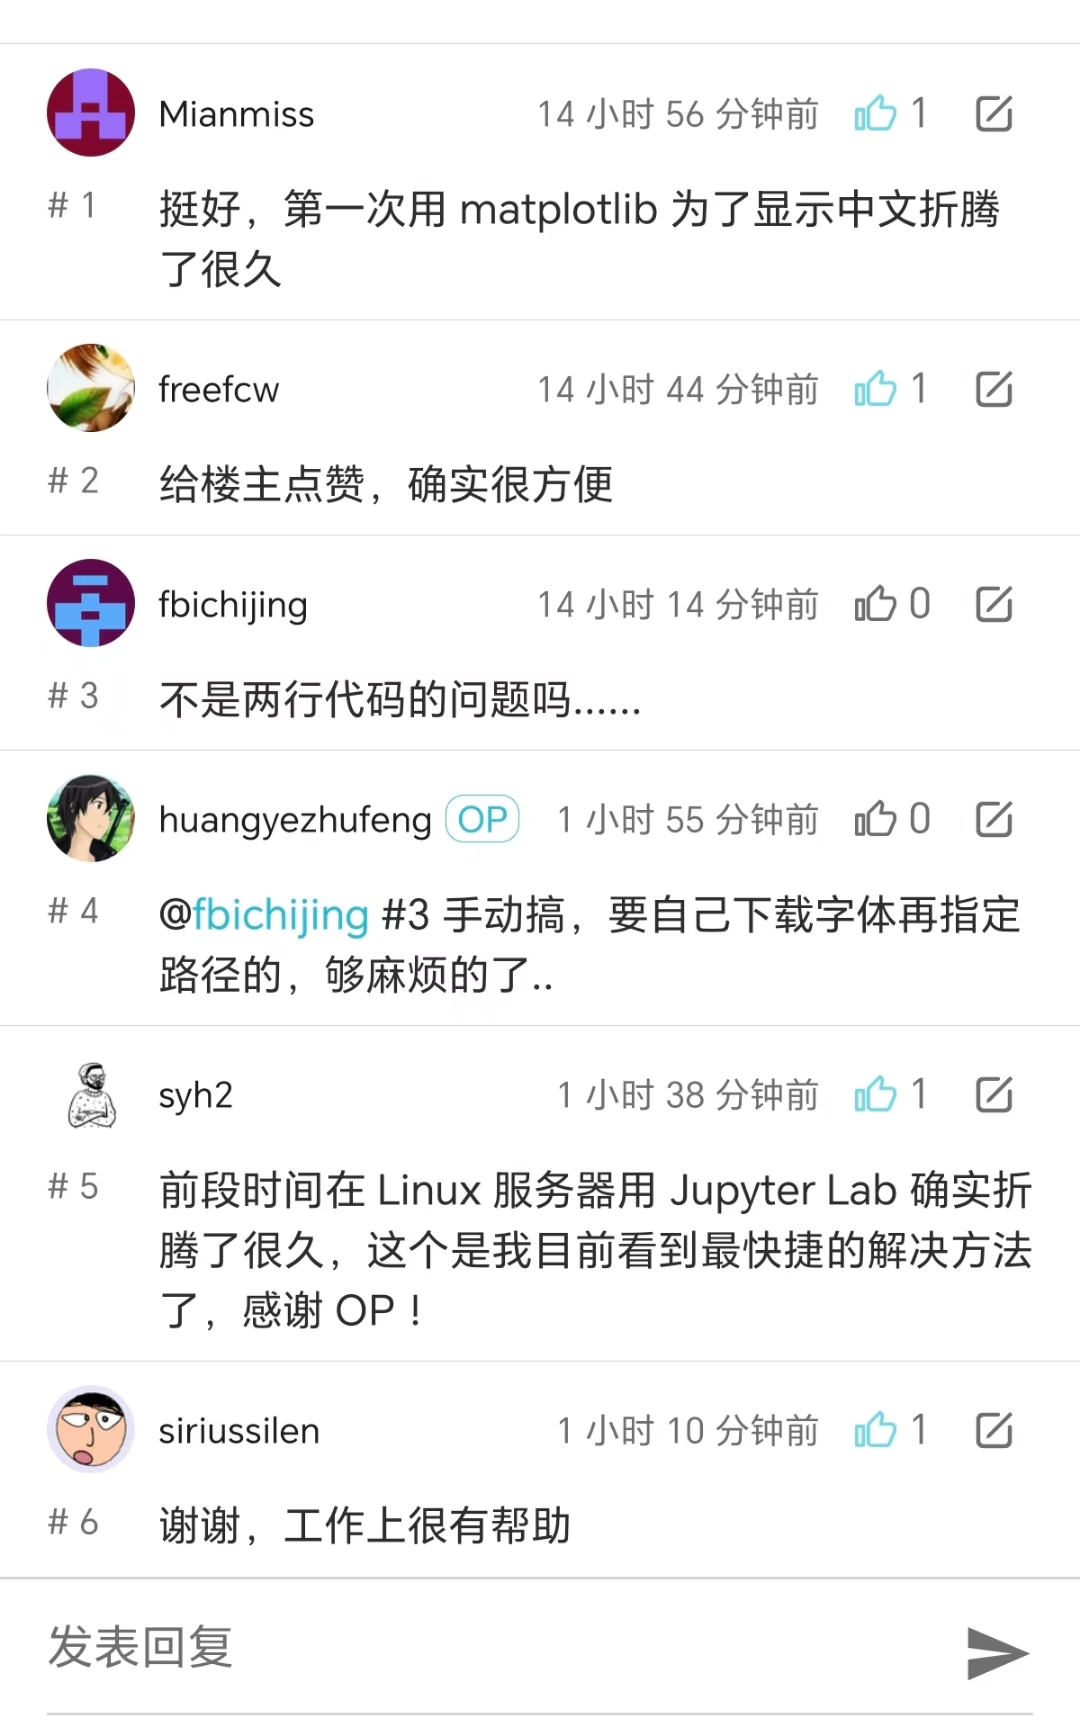 Mianmiss 14 小时 56 分钟前 1
# 1 挺好，第一次用 matplotlib 为了显示中文折腾
了很久
freefcw 14 小时 44 分钟前 1
# 2 给楼主点赞，确实很方便
fbichijing 14 小时 14 分钟前 0
# 3 不是两行代码的问题吗......
huangyezhufeng OP 1 小时 55 分钟前 0
# 4 @fbichijing #3 手动搞，要自己下载字体再指定
路径的，够麻烦的了..
syh2 1 小时 38 分钟前 1
# 5 前段时间在 Linux 服务器用 Jupyter Lab 确实折
腾了很久，这个是我目前看到最快捷的解决方法
了，感谢 OP！
siriussilen 1 小时 10 分钟前 1
# 6 谢谢，工作上很有帮助
发表回复